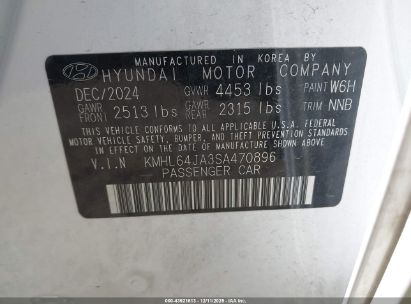 MANUFACTURED IN KOREA BY
HYUNDAI MOTOR COMPANY
DEC/2024 GVWR 4453 lbs PAINT W6H
GAWR FRONT 2513 lbs GAWR REAR 2315 lbs TRIM NNB
THIS VEHICLE CONFORMS TO ALL APPLICABLE U.S. FEDERAL
MOTOR VEHICLE SAFETY, BUMPER, AND THEFT PREVENTION STANDARDS
IN EFFECT ON THE DATE OF MANUFACTURE SHOWN ABOVE.
V.I.N KMHL64JA3SA470896
PASSENGER CAR